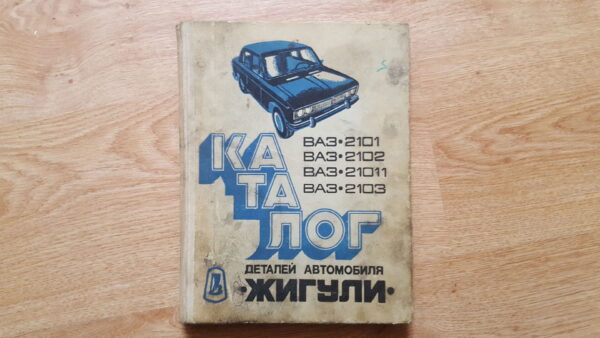 КА
ТА
ЛОГ
ВАЗ•2101
ВАЗ•2102
ВАЗ•21011
ВАЗ•2103
ДЕТАЛЕЙ АВТОМОБИЛЯ
•ЖИГУЛИ•